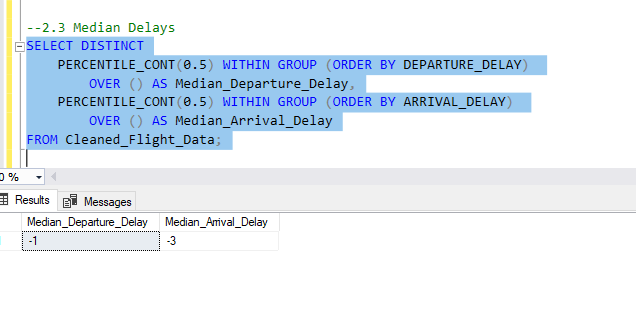 --2.3 Median Delays
SELECT DISTINCT
PERCENTILE_CONT(0.5) WITHIN GROUP (ORDER BY DEPARTURE_DELAY)
OVER () AS Median_Departure_Delay,
PERCENTILE_CONT(0.5) WITHIN GROUP (ORDER BY ARRIVAL_DELAY)
OVER () AS Median_Arrival_Delay
FROM Cleaned_Flight_Data;
0 %
Results Messages
Median_Departure_Delay Median_Arrival_Delay
-1 -3